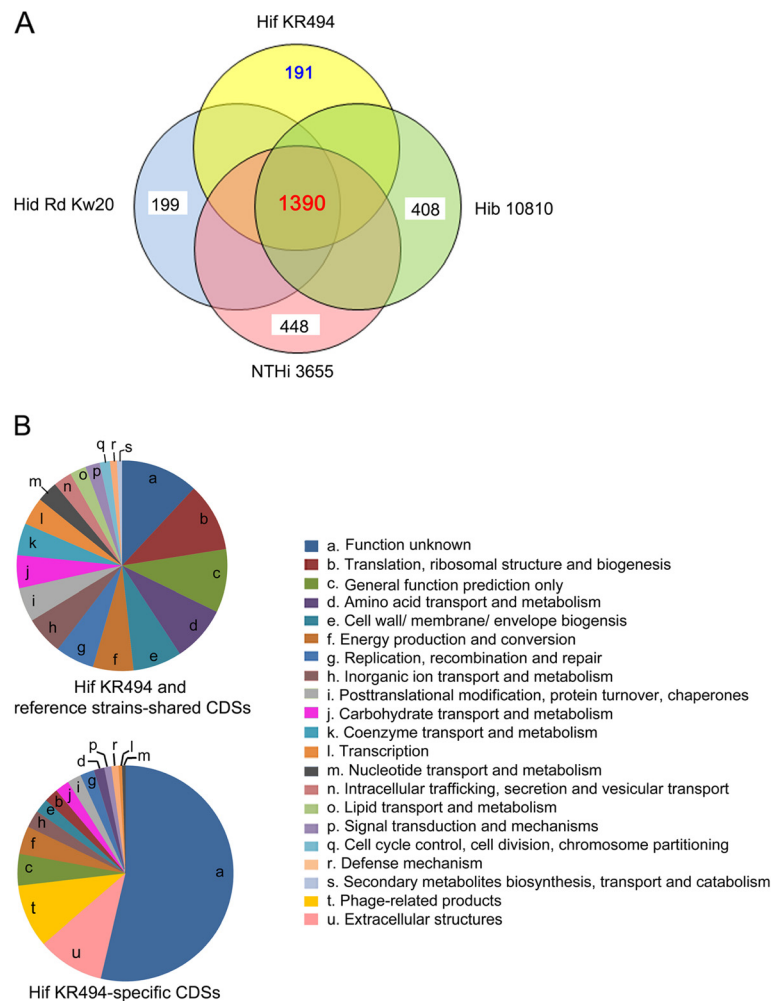 A
Hif KR494
191
Hid Rd Kw20
199
1390
408
Hib 10810
448
NTHi 3655
B
q
r
s
p
o
n
m
l
k
j
i
h
g
f
e
d
c
b
a
Hif KR494 and
reference strains-shared CDSs
p
r
l
d
m
g
i
j
b
e
h
f
c
t
u
a
Hif KR494-specific CDSs
a. Function unknown
b. Translation, ribosomal structure and biogenesis
c. General function prediction only
d. Amino acid transport and metabolism
e. Cell wall/ membrane/ envelope biogensis
f. Energy production and conversion
g. Replication, recombination and repair
h. Inorganic ion transport and metabolism
i. Posttranslational modification, protein turnover, chaperones
j. Carbohydrate transport and metabolism
k. Coenzyme transport and metabolism
l. Transcription
m. Nucleotide transport and metabolism
n. Intracellular trafficking, secretion and vesicular transport
o. Lipid transport and metabolism
p. Signal transduction and mechanisms
q. Cell cycle control, cell division, chromosome partitioning
r. Defense mechanism
s. Secondary metabolites biosynthesis, transport and catabolism
t. Phage-related products
u. Extracellular structures